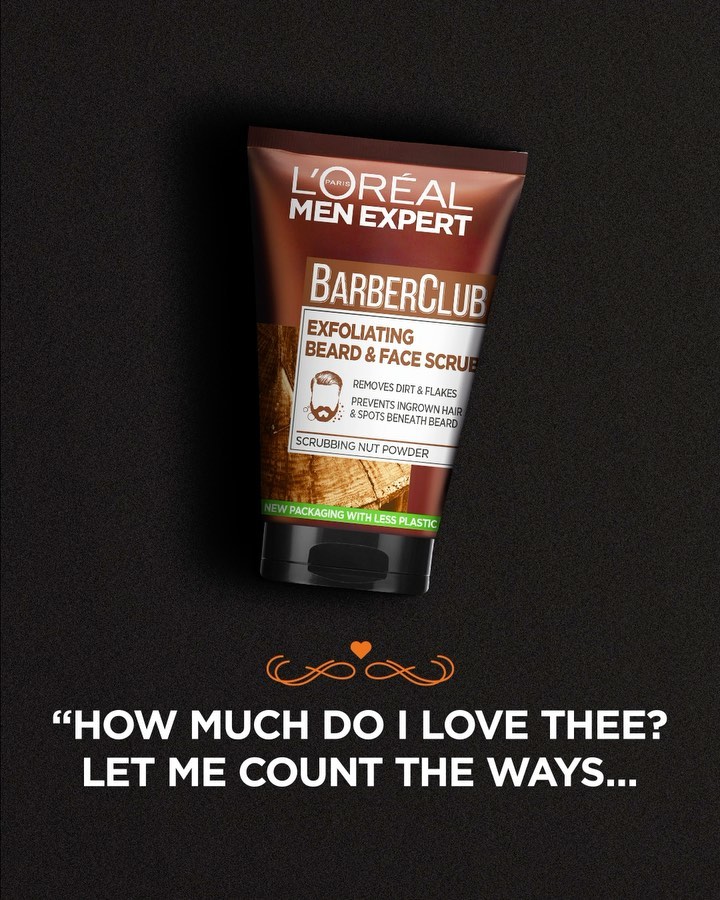 L'ORÉAL
PARIS
MEN EXPERT
BARBERCLUB
EXFOLIATING
BEARD & FACE SCRUB
REMOVES DIRT & FLAKES
PREVENTS INGROWN HAIR
& SPOTS BENEATH BEARD
SCRUBBING NUT POWDER
NEW PACKAGING WITH LESS PLASTIC
“HOW MUCH DO I LOVE THEE?
LET ME COUNT THE WAYS...